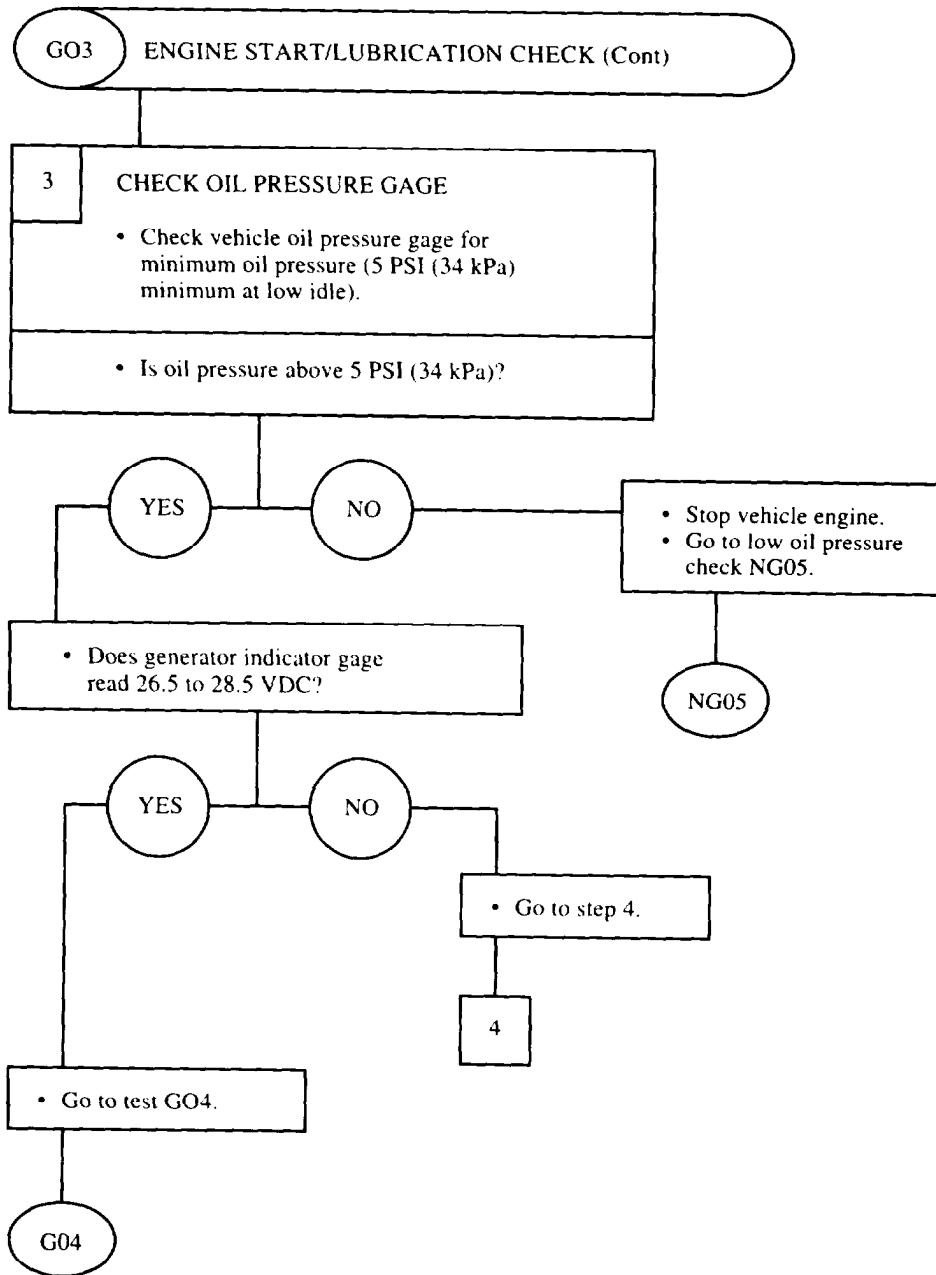 GO3 ENGINE START/LUBRICATION CHECK (Cont)
3 CHECK OIL PRESSURE GAGE
• Check vehicle oil pressure gage for
minimum oil pressure (5 PSI (34 kPa)
minimum at low idle).
• Is oil pressure above 5 PSI (34 kPa)?
YES NO
• Stop vehicle engine.
• Go to low oil pressure
check NG05.
• Does generator indicator gage
read 26.5 to 28.5 VDC?
NG05
YES NO
• Go to step 4.
4
• Go to test GO4.
G04